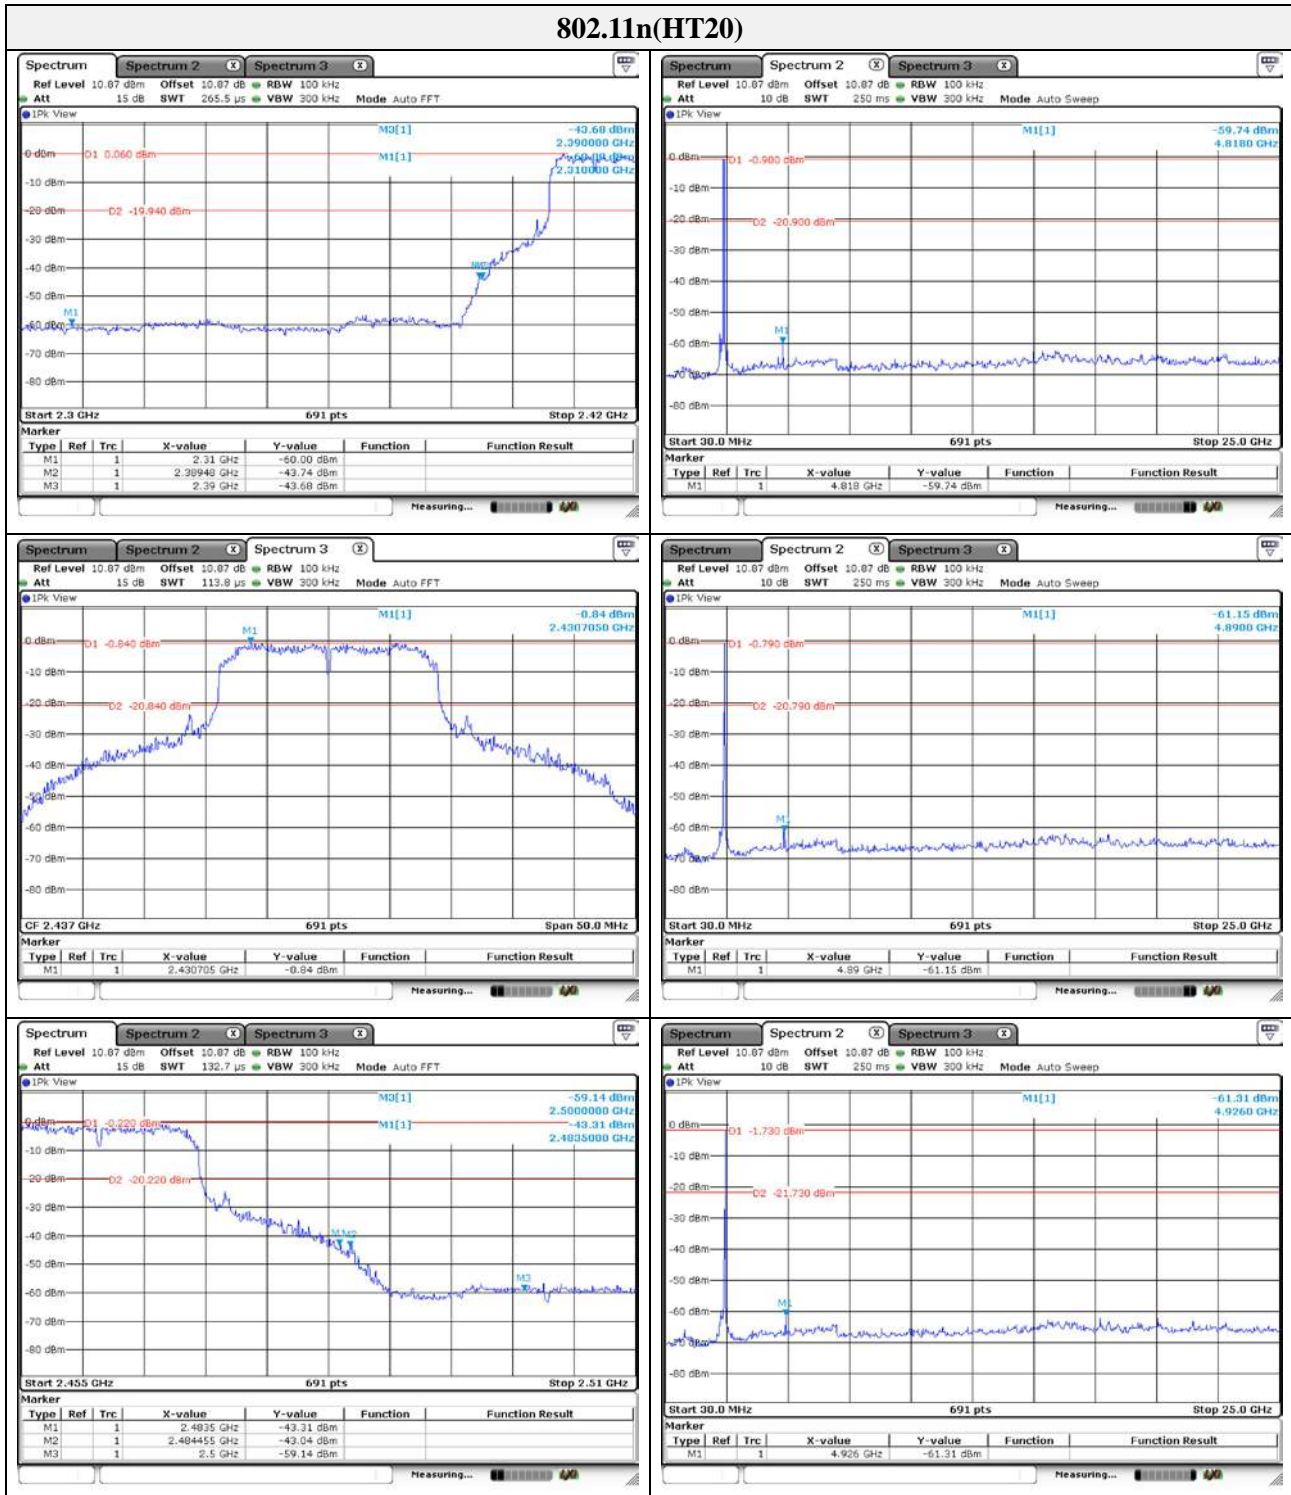 802.11n(HT20)
Spectrum Spectrum 2 Spectrum 3
Ref Level 10.87 dBm Offset 10.87 dB RBW 100 kHz
Att 15 dB SWT 265.5 µs VBW 300 kHz Mode Auto FFT
1Pk View
M3[1] -43.68 dBm
2.390000 GHz
M1[1]
2.310000 GHz
0 dBm D1 0.060 dBm
-10 dBm
-20 dBm D2 -19.940 dBm
-30 dBm
-40 dBm
-50 dBm
M1
-60 dBm
-70 dBm
-80 dBm
Start 2.3 GHz 691 pts Stop 2.42 GHz
Marker
Type Ref Trc X-value Y-value Function Function Result
M1 1 2.31 GHz -60.00 dBm
M2 1 2.38948 GHz -43.74 dBm
M3 1 2.39 GHz -43.68 dBm
Measuring...
Spectrum Spectrum 2 Spectrum 3
Ref Level 10.87 dBm Offset 10.87 dB RBW 100 kHz
Att 10 dB SWT 250 ms VBW 300 kHz Mode Auto Sweep
1Pk View
M1[1] -59.74 dBm
4.8180 GHz
0 dBm D1 -0.900 dBm
-10 dBm
-20 dBm D2 -20.900 dBm
-30 dBm
-40 dBm
-50 dBm
M1
-60 dBm
-70 dBm
-80 dBm
Start 30.0 MHz 691 pts Stop 25.0 GHz
Marker
Type Ref Trc X-value Y-value Function Function Result
M1 1 4.818 GHz -59.74 dBm
Measuring...
Spectrum Spectrum 2 Spectrum 3
Ref Level 10.87 dBm Offset 10.87 dB RBW 100 kHz
Att 15 dB SWT 113.8 µs VBW 300 kHz Mode Auto FFT
1Pk View
M1[1] -0.84 dBm
2.4307050 GHz
M1
0 dBm D1 -0.840 dBm
-10 dBm
-20 dBm D2 -20.840 dBm
-30 dBm
-40 dBm
-50 dBm
-60 dBm
-70 dBm
-80 dBm
CF 2.437 GHz 691 pts Span 50.0 MHz
Marker
Type Ref Trc X-value Y-value Function Function Result
M1 1 2.430705 GHz -0.84 dBm
Measuring...
Spectrum Spectrum 2 Spectrum 3
Ref Level 10.87 dBm Offset 10.87 dB RBW 100 kHz
Att 10 dB SWT 250 ms VBW 300 kHz Mode Auto Sweep
1Pk View
M1[1] -61.15 dBm
4.8900 GHz
0 dBm D1 -0.790 dBm
-10 dBm
-20 dBm D2 -20.790 dBm
-30 dBm
-40 dBm
-50 dBm
-60 dBm
M1
-70 dBm
-80 dBm
Start 30.0 MHz 691 pts Stop 25.0 GHz
Marker
Type Ref Trc X-value Y-value Function Function Result
M1 1 4.89 GHz -61.15 dBm
Measuring...
Spectrum Spectrum 2 Spectrum 3
Ref Level 10.87 dBm Offset 10.87 dB RBW 100 kHz
Att 15 dB SWT 132.7 µs VBW 300 kHz Mode Auto FFT
1Pk View
M3[1] -59.14 dBm
2.5000000 GHz
0 dBm D1 -0.220 dBm M1[1] -43.31 dBm
2.4835000 GHz
-10 dBm
-20 dBm D2 -20.220 dBm
-30 dBm
M2
-40 dBm
-50 dBm
M3
-60 dBm
-70 dBm
-80 dBm
Start 2.455 GHz 691 pts Stop 2.51 GHz
Marker
Type Ref Trc X-value Y-value Function Function Result
M1 1 2.4835 GHz -43.31 dBm
M2 1 2.484455 GHz -43.04 dBm
M3 1 2.5 GHz -59.14 dBm
Measuring...
Spectrum Spectrum 2 Spectrum 3
Ref Level 10.87 dBm Offset 10.87 dB RBW 100 kHz
Att 10 dB SWT 250 ms VBW 300 kHz Mode Auto Sweep
1Pk View
M1[1] -61.31 dBm
4.9260 GHz
0 dBm D1 -1.730 dBm
-10 dBm
-20 dBm D2 -21.730 dBm
-30 dBm
-40 dBm
-50 dBm
M1
-60 dBm
-70 dBm
-80 dBm
Start 30.0 MHz 691 pts Stop 25.0 GHz
Marker
Type Ref Trc X-value Y-value Function Function Result
M1 1 4.926 GHz -61.31 dBm
Measuring...